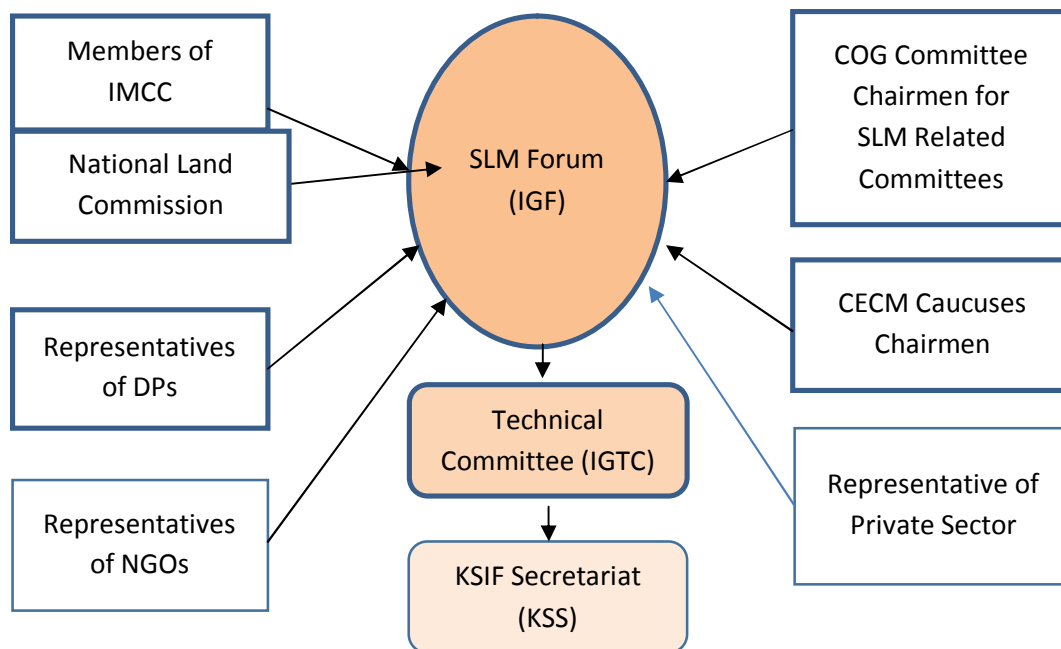 Members of
IMCC
National Land
Commission
Representatives
of DPs
Representatives
of NGOs
SLM Forum
(IGF)
Technical
Committee (IGTC)
KSIF Secretariat
(KSS)
COG Committee
Chairmen for
SLM Related
Committees
CECM Caucuses
Chairmen
Representative of
Private Sector